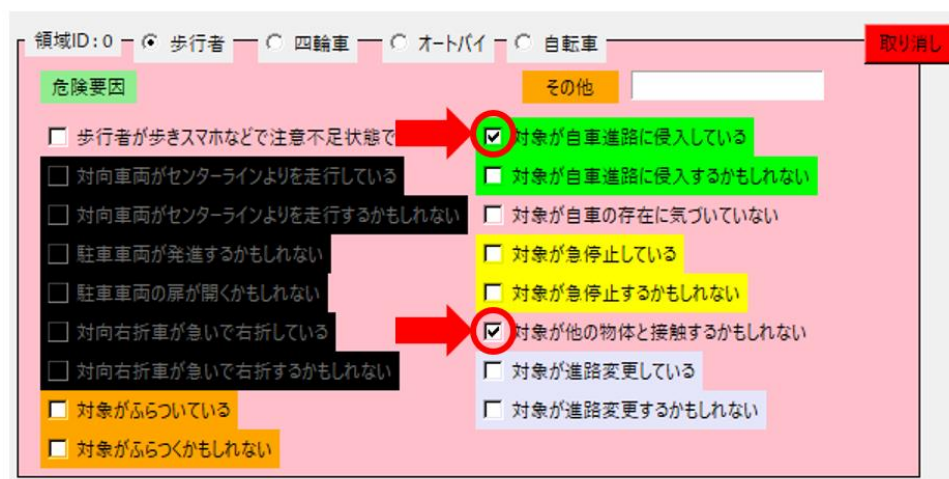 領域ID:0 歩行者 四輪車 オートバイ 自転車 取り消し
危険要因 その他
歩行者が歩きスマホなどで注意不足状態で
対向車両がセンターラインよりを走行している
対向車両がセンターラインよりを走行するかもしれない
駐車車両が発進するかもしれない
駐車車両の扉が開くかもしれない
対向右折車が急いで右折している
対向右折車が急いで右折するかもしれない
対象がふらついている
対象がふらつくかもしれない
対象が自車進路に侵入している
対象が自車進路に侵入するかもしれない
対象が自車の存在に気づいていない
対象が急停止している
対象が急停止するかもしれない
対象が他の物体と接触するかもしれない
対象が進路変更している
対象が進路変更するかもしれない